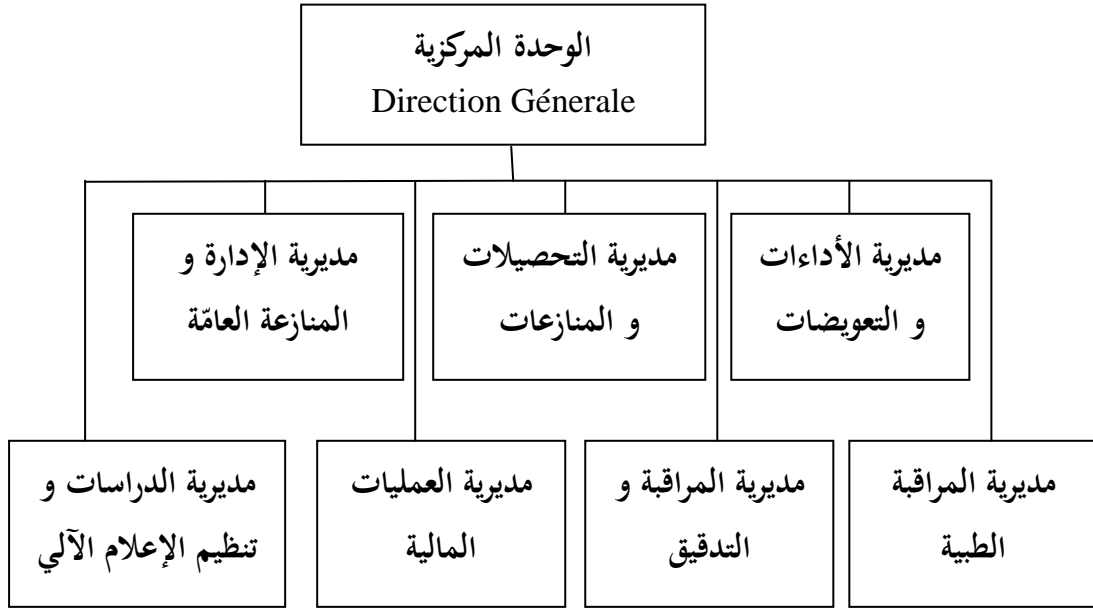 الوحدة المركزية
Direction Génerale
مديرية الأداءات
و التعويضات
مديرية التحصيلات
و المنازعات
مديرية الإدارة و
المنازعة العامّة
مديرية المراقبة
الطبية
مديرية المراقبة و
التدقيق
مديرية العمليات
المالية
مديرية الدراسات و
تنظيم الإعلام الآلي